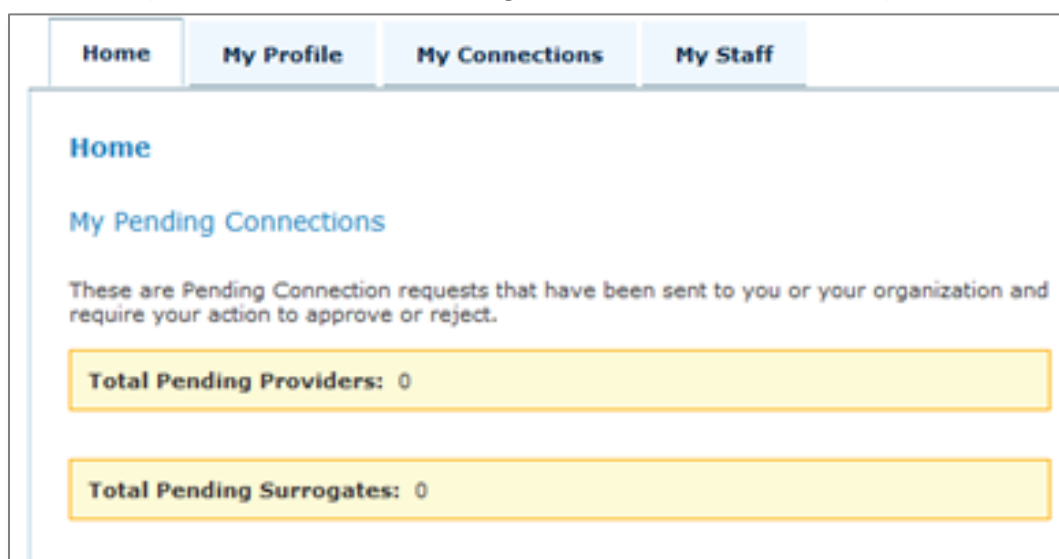 Home My Profile My Connections My Staff
Home
My Pending Connections
These are Pending Connection requests that have been sent to you or your organization and
require your action to approve or reject.
Total Pending Providers: 0
Total Pending Surrogates: 0